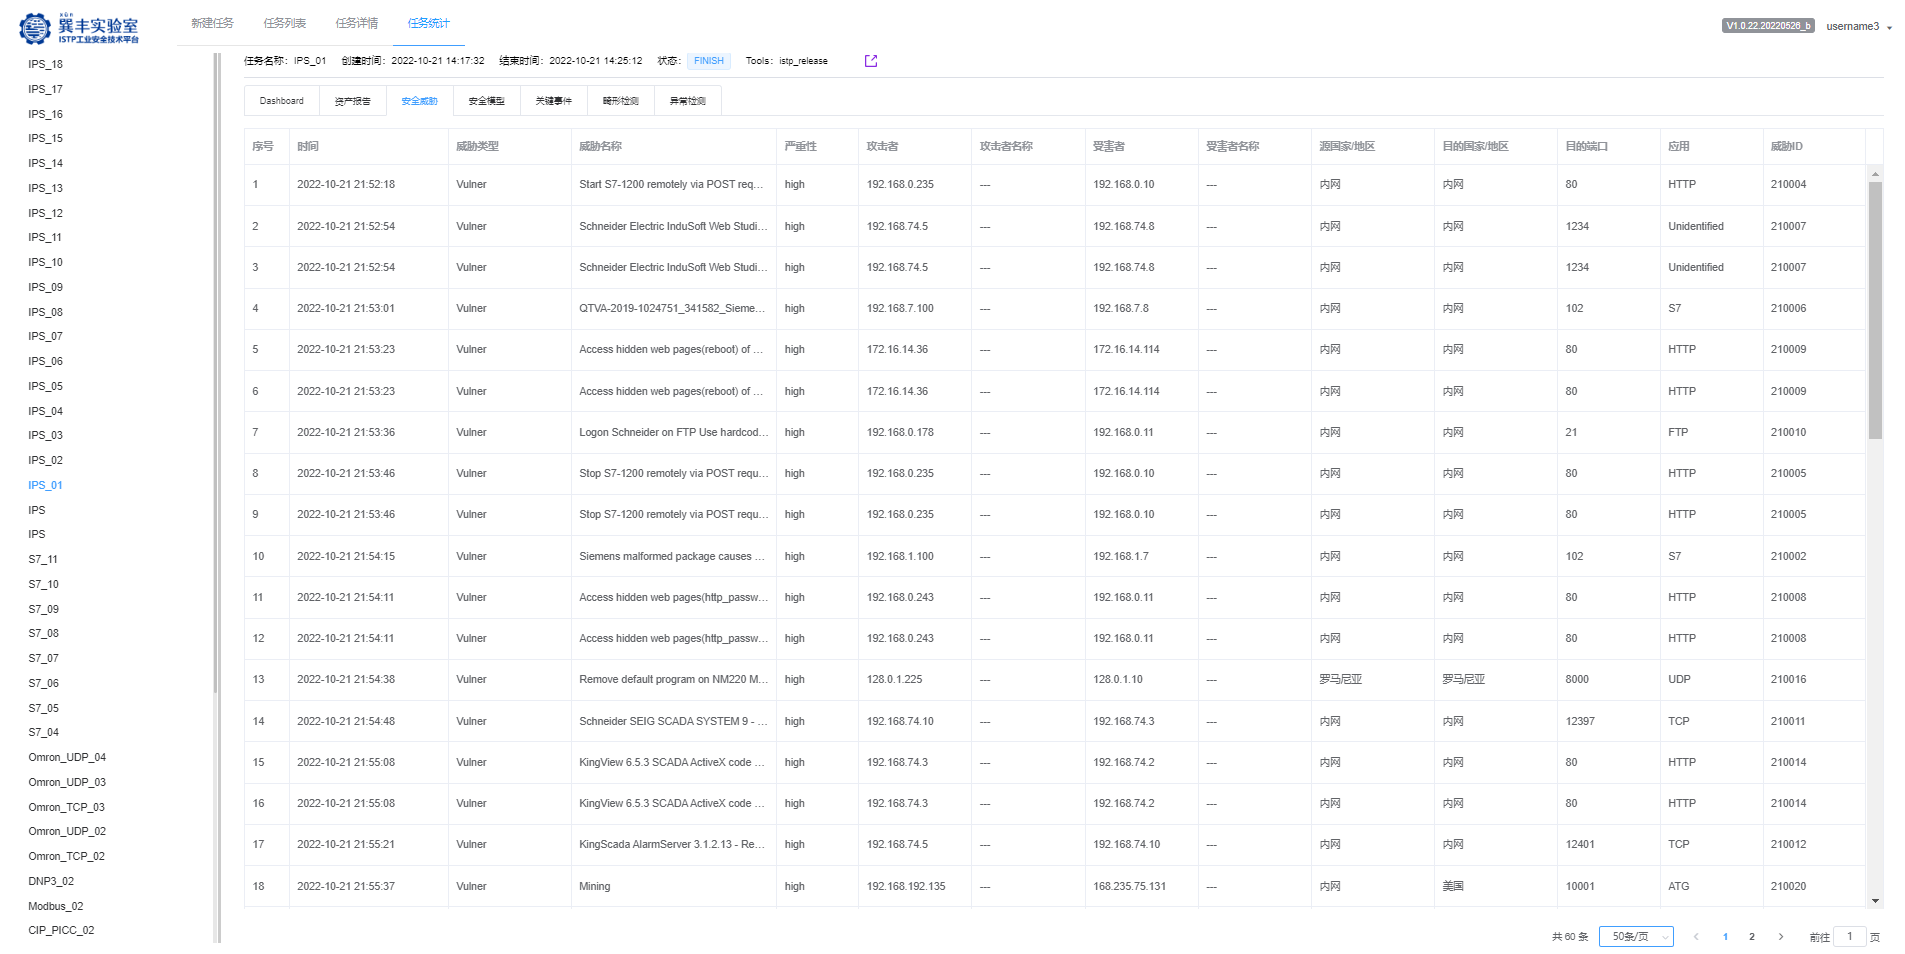 XÙN
巽丰实验室
ISTP工业安全技术平台
新建任务 任务列表 任务详情 任务统计
V1.0.22.20220526_b username3
IPS_18
IPS_17
IPS_16
IPS_15
IPS_14
IPS_13
IPS_12
IPS_11
IPS_10
IPS_09
IPS_08
IPS_07
IPS_06
IPS_05
IPS_04
IPS_03
IPS_02
IPS_01
IPS
IPS
S7_11
S7_10
S7_09
S7_08
S7_07
S7_06
S7_05
S7_04
Omron_UDP_04
Omron_UDP_03
Omron_TCP_03
Omron_UDP_02
Omron_TCP_02
DNP3_02
Modbus_02
CIP_PICC_02
任务名称： IPS_01 创建时间： 2022-10-21 14:17:32 结束时间： 2022-10-21 14:25:12 状态： FINISH Tools： istp_release
Dashboard 资产报告 安全威胁 安全模型 关键事件 畸形检测 异常检测
序号 时间 威胁类型 威胁名称 严重性 攻击者 攻击者名称 受害者 受害者名称 源国家/地区 目的国家/地区 目的端口 应用 威胁ID
1 2022-10-21 21:52:18 Vulner Start S7-1200 remotely via POST req... high 192.168.0.235 --- 192.168.0.10 --- 内网 内网 80 HTTP 210004
2 2022-10-21 21:52:54 Vulner Schneider Electric InduSoft Web Studi... high 192.168.74.5 --- 192.168.74.8 --- 内网 内网 1234 Unidentified 210007
3 2022-10-21 21:52:54 Vulner Schneider Electric InduSoft Web Studi... high 192.168.74.5 --- 192.168.74.8 --- 内网 内网 1234 Unidentified 210007
4 2022-10-21 21:53:01 Vulner QTVA-2019-1024751_341582_Sieme... high 192.168.7.100 --- 192.168.7.8 --- 内网 内网 102 S7 210006
5 2022-10-21 21:53:23 Vulner Access hidden web pages(reboot) of ... high 172.16.14.36 --- 172.16.14.114 --- 内网 内网 80 HTTP 210009
6 2022-10-21 21:53:23 Vulner Access hidden web pages(reboot) of ... high 172.16.14.36 --- 172.16.14.114 --- 内网 内网 80 HTTP 210009
7 2022-10-21 21:53:36 Vulner Logon Schneider on FTP Use hardcod... high 192.168.0.178 --- 192.168.0.11 --- 内网 内网 21 FTP 210010
8 2022-10-21 21:53:46 Vulner Stop S7-1200 remotely via POST requ... high 192.168.0.235 --- 192.168.0.10 --- 内网 内网 80 HTTP 210005
9 2022-10-21 21:53:46 Vulner Stop S7-1200 remotely via POST requ... high 192.168.0.235 --- 192.168.0.10 --- 内网 内网 80 HTTP 210005
10 2022-10-21 21:54:15 Vulner Siemens malformed package causes ... high 192.168.1.100 --- 192.168.1.7 --- 内网 内网 102 S7 210002
11 2022-10-21 21:54:11 Vulner Access hidden web pages(http_passw... high 192.168.0.243 --- 192.168.0.11 --- 内网 内网 80 HTTP 210008
12 2022-10-21 21:54:11 Vulner Access hidden web pages(http_passw... high 192.168.0.243 --- 192.168.0.11 --- 内网 内网 80 HTTP 210008
13 2022-10-21 21:54:38 Vulner Remove default program on NM220 M... high 128.0.1.225 --- 128.0.1.10 --- 罗马尼亚 罗马尼亚 8000 UDP 210016
14 2022-10-21 21:54:48 Vulner Schneider SEIG SCADA SYSTEM 9 - ... high 192.168.74.10 --- 192.168.74.3 --- 内网 内网 12397 TCP 210011
15 2022-10-21 21:55:08 Vulner KingView 6.5.3 SCADA ActiveX code ... high 192.168.74.3 --- 192.168.74.2 --- 内网 内网 80 HTTP 210014
16 2022-10-21 21:55:08 Vulner KingView 6.5.3 SCADA ActiveX code ... high 192.168.74.3 --- 192.168.74.2 --- 内网 内网 80 HTTP 210014
17 2022-10-21 21:55:21 Vulner KingScada AlarmServer 3.1.2.13 - Re... high 192.168.74.5 --- 192.168.74.10 --- 内网 内网 12401 TCP 210012
18 2022-10-21 21:55:37 Vulner Mining high 192.168.192.135 --- 168.235.75.131 --- 内网 美国 10001 ATG 210020
共 60 条 50条/页 1 2 前往 1 页